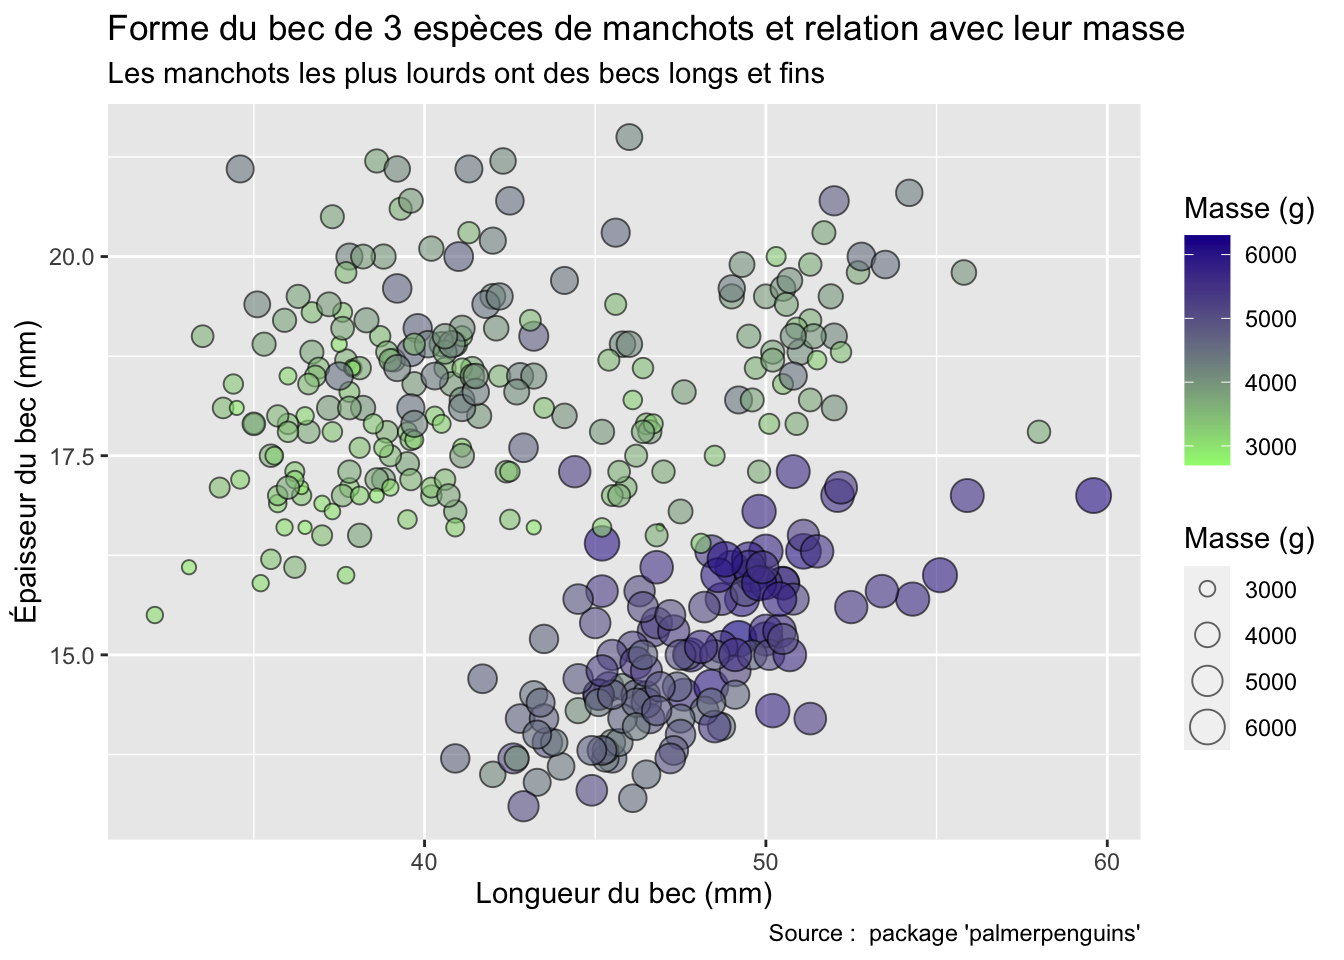 Forme du bec de 3 espèces de manchots et relation avec leur masse
Les manchots les plus lourds ont des becs longs et fins
Épaisseur du bec (mm)
20.0
17.5
15.0
40
50
60
Longueur du bec (mm)
Masse (g)
6000
5000
4000
3000
Masse (g)
3000
4000
5000
6000
Source :  package 'palmerpenguins'